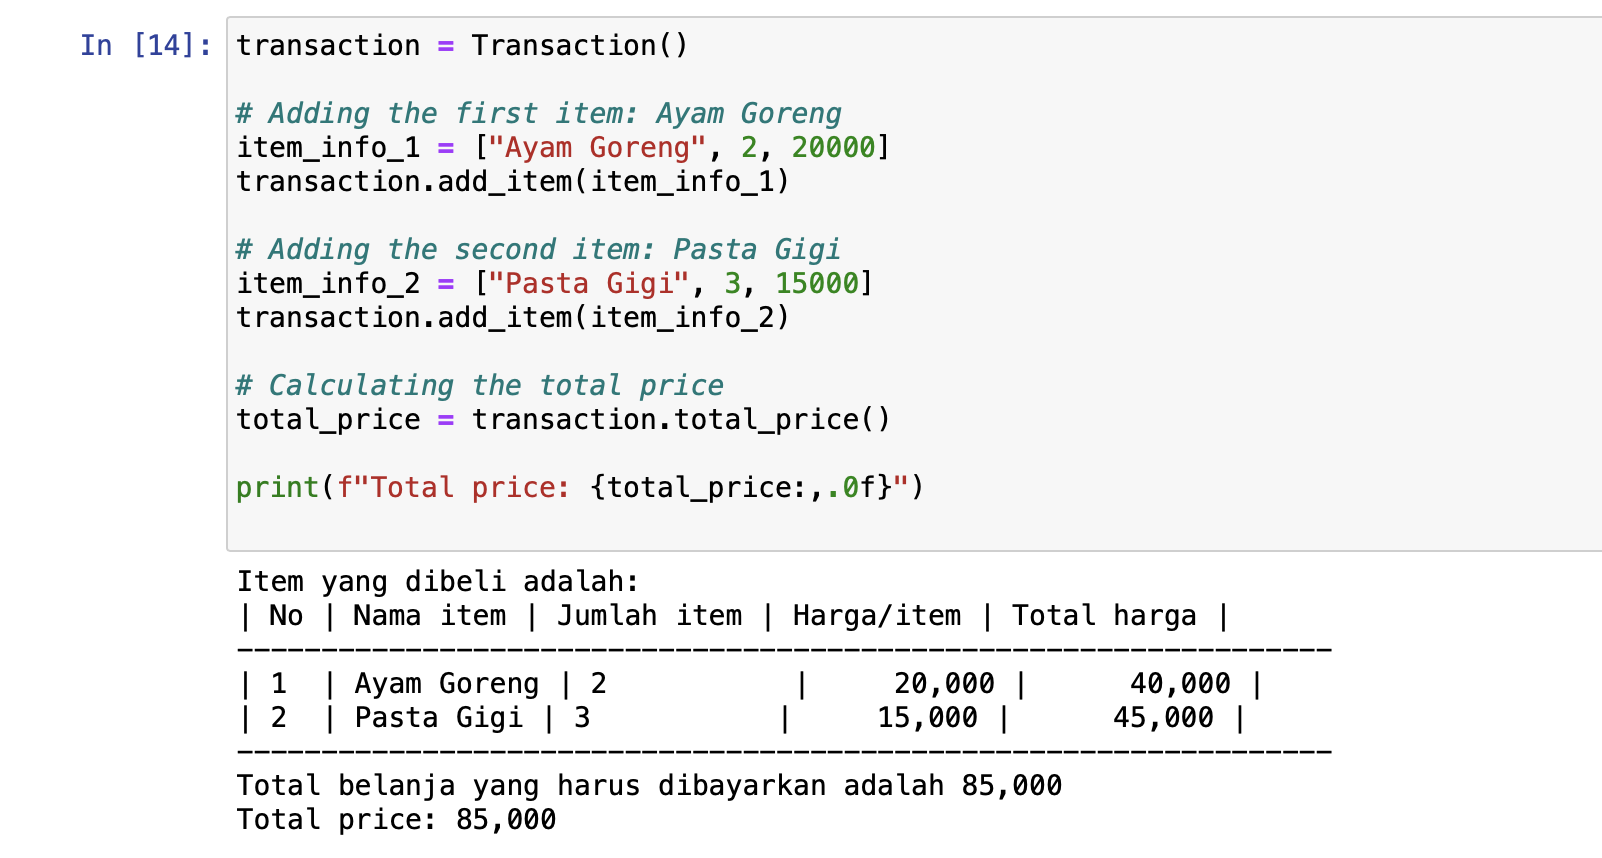 In [14]: transaction = Transaction()
# Adding the first item: Ayam Goreng
item_info_1 = ["Ayam Goreng", 2, 20000]
transaction.add_item(item_info_1)
# Adding the second item: Pasta Gigi
item_info_2 = ["Pasta Gigi", 3, 15000]
transaction.add_item(item_info_2)
# Calculating the total price
total_price = transaction.total_price()
print(f"Total price: {total_price:,.0f}")
Item yang dibeli adalah:
| No | Nama item | Jumlah item | Harga/item | Total harga |
-----------------------------------------------------------------
| 1  | Ayam Goreng | 2           |     20,000 |      40,000 |
| 2  | Pasta Gigi | 3           |     15,000 |      45,000 |
-----------------------------------------------------------------
Total belanja yang harus dibayarkan adalah 85,000
Total price: 85,000